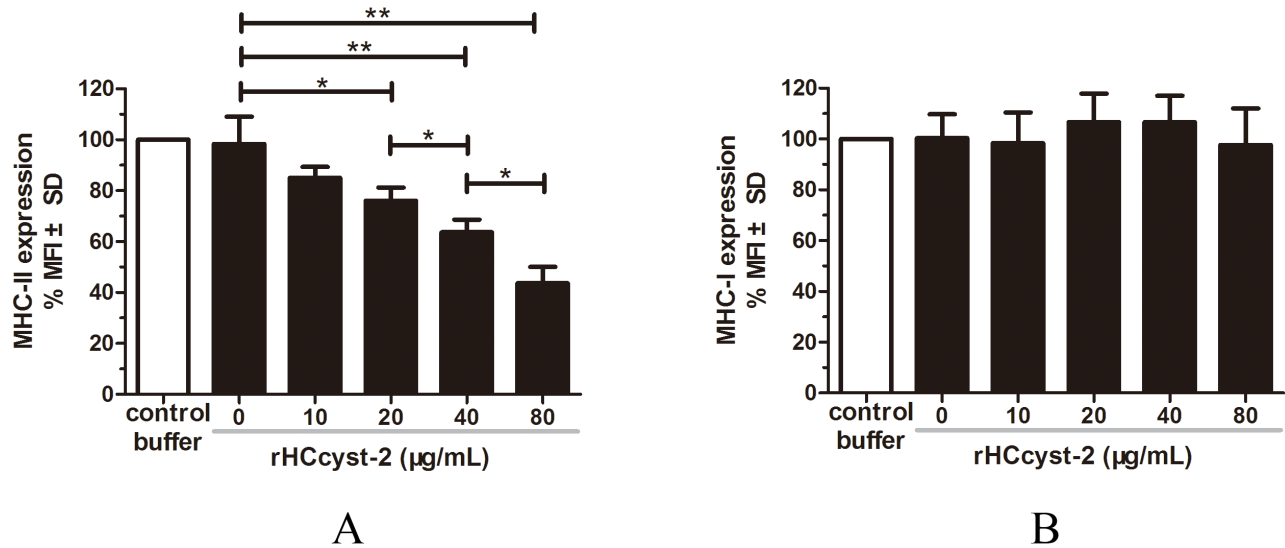 **
**
*
*
*
MHC-II expression
% MFI ± SD
120
100
80
60
40
20
0
control
buffer
0 10 20 40 80
rHCcyst-2 (μg/mL)
A
MHC-I expression
% MFI ± SD
120
100
80
60
40
20
0
control
buffer
0 10 20 40 80
rHCcyst-2 (μg/mL)
B